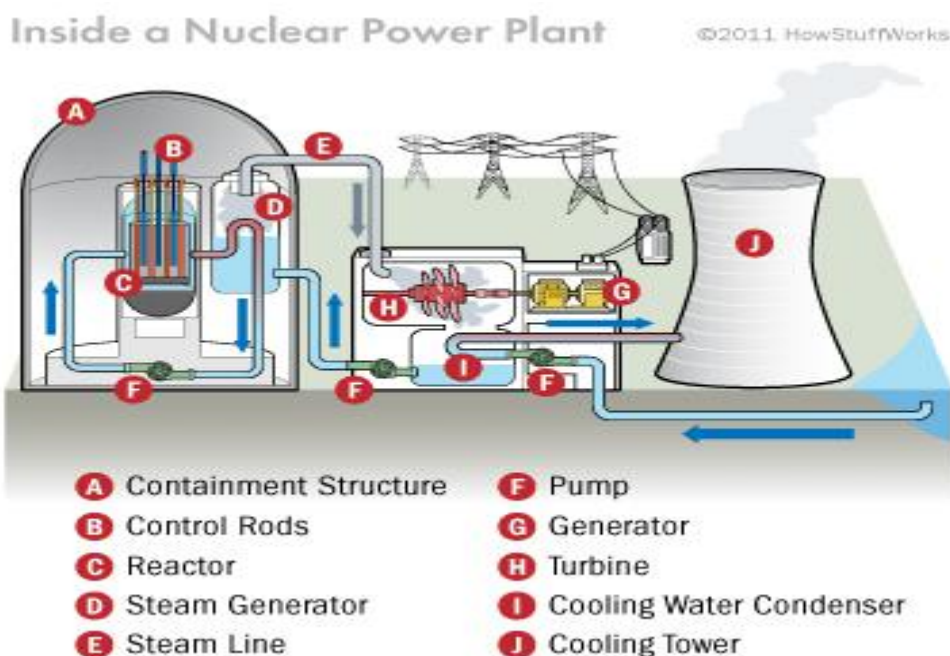 Inside a Nuclear Power Plant
©2011 HowStuffWorks
A
B
E
D
C
H
G
J
I
F
F
F
A Containment Structure
B Control Rods
C Reactor
D Steam Generator
E Steam Line
F Pump
G Generator
H Turbine
I Cooling Water Condenser
J Cooling Tower